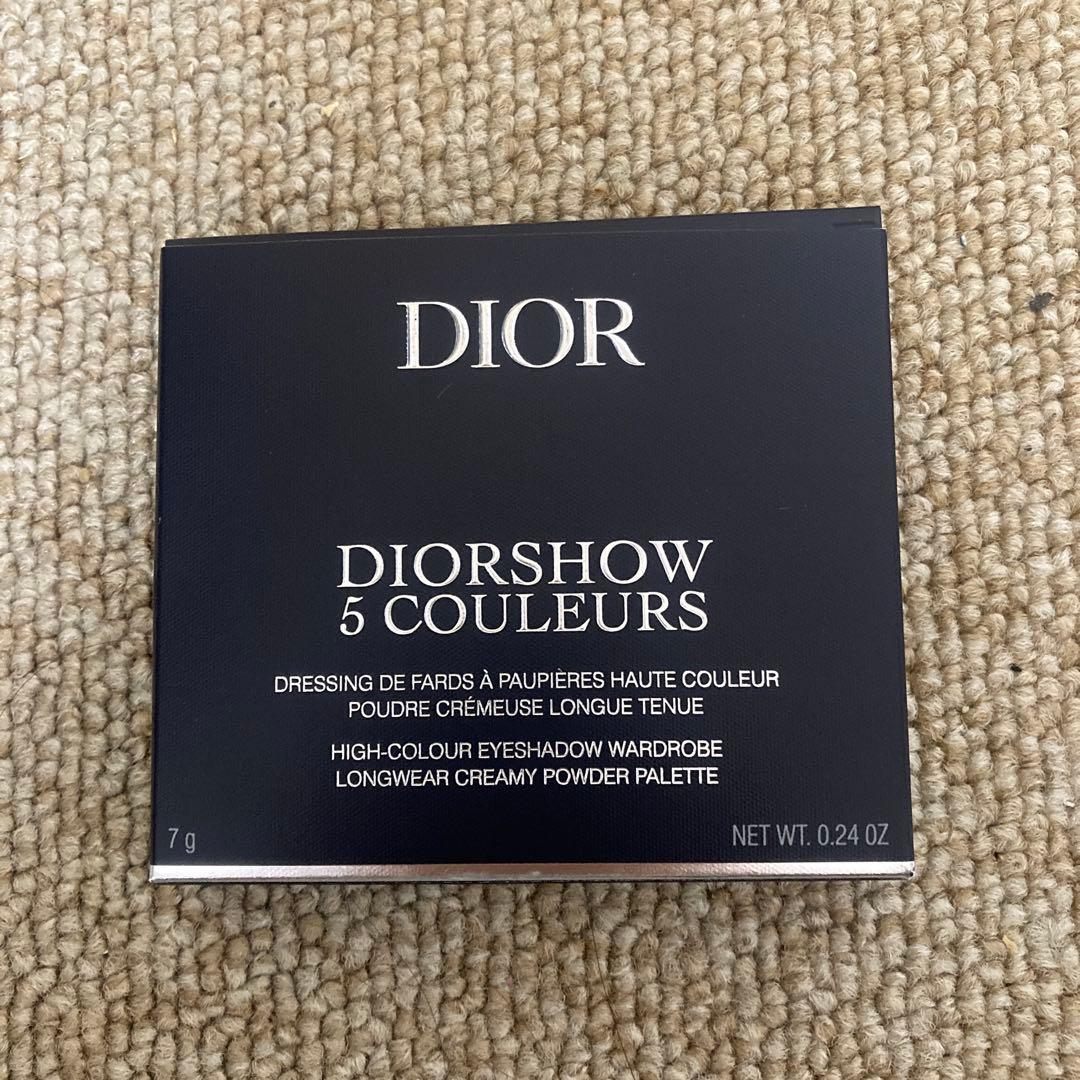 DIOR
DIORSHOW
5 COULEURS
DRESSING DE FARDS À PAUPIÈRES HAUTE COULEUR
POUDRE CRÉMEUSE LONGUE TENUE
HIGH-COLOUR EYESHADOW WARDROBE
LONGWEAR CREAMY POWDER PALETTE
7 g
NET WT. 0.24 OZ